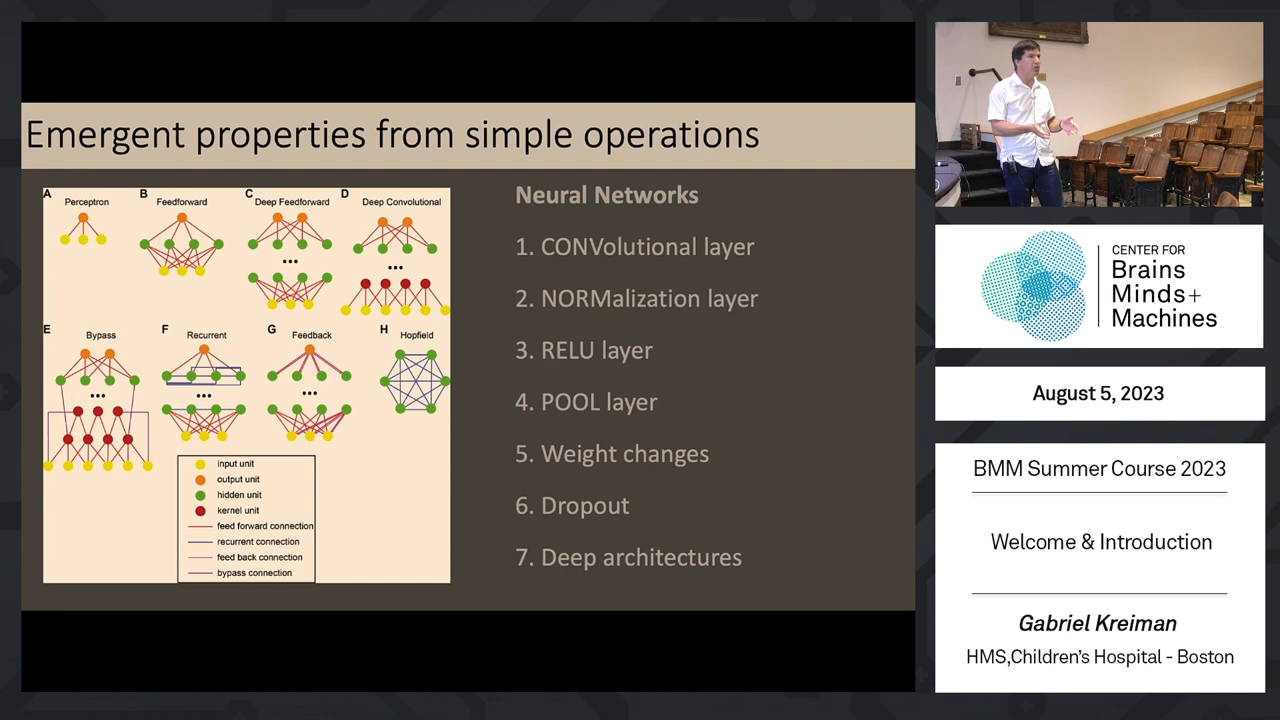 Emergent properties from simple operations
A
Perceptron
B
Feedforward
C
Deep Feedforward
D
Deep Convolutional
E
Bypass
F
Recurrent
G
Feedback
H
Hopfield
input unit
output unit
hidden unit
kernel unit
feed forward connection
recurrent connection
feed back connection
bypass connection
Neural Networks
1. CONVolutional layer
2. NORMalization layer
3. RELU layer
4. POOL layer
5. Weight changes
6. Dropout
7. Deep architectures
CENTER FOR
Brains
Minds+
Machines
August 5, 2023
BMM Summer Course 2023
Welcome & Introduction
Gabriel Kreiman
HMS,Children's Hospital - Boston